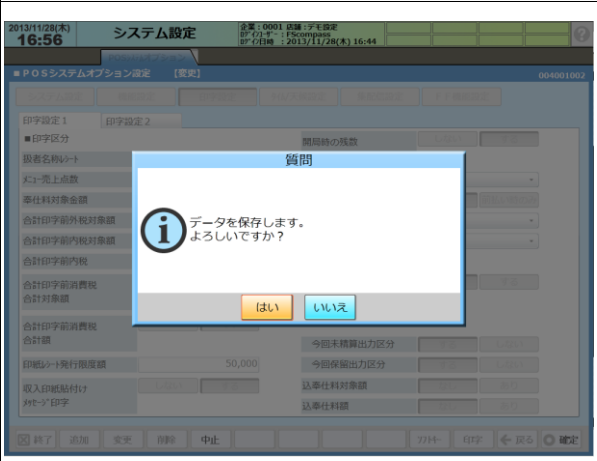 2013/11/28(木)
16:56
システム設定
企業：0001 店舗：デモ設定
ﾛｸﾞｲﾝﾕｰｻﾞｰ：FScompass
ﾛｸﾞｲﾝ日時 ：2013/11/28(木) 16:44
■ＰＯＳシステムオプション設定 【変更】
004001002
印字設定１
印字設定２
■印字区分
開局時の残数
扱者名称ﾚｼｰﾄ
ﾒﾆｭｰ売上点数
奉仕料対象金額
合計印字前外税対象額
合計印字前内税対象額
合計印字前内税
合計印字前消費税
合計対象額
合計印字前消費税
合計額
印紙ﾚｼｰﾄ発行限度額
50,000
収入印紙貼付け
ﾒｯｾｰｼﾞ印字
今回未精算出力区分
今回保留出力区分
込奉仕料対象額
込奉仕料額
質問
データを保存します。
よろしいですか？
はい
いいえ
終了
追加
変更
削除
中止
印字
戻る
確定